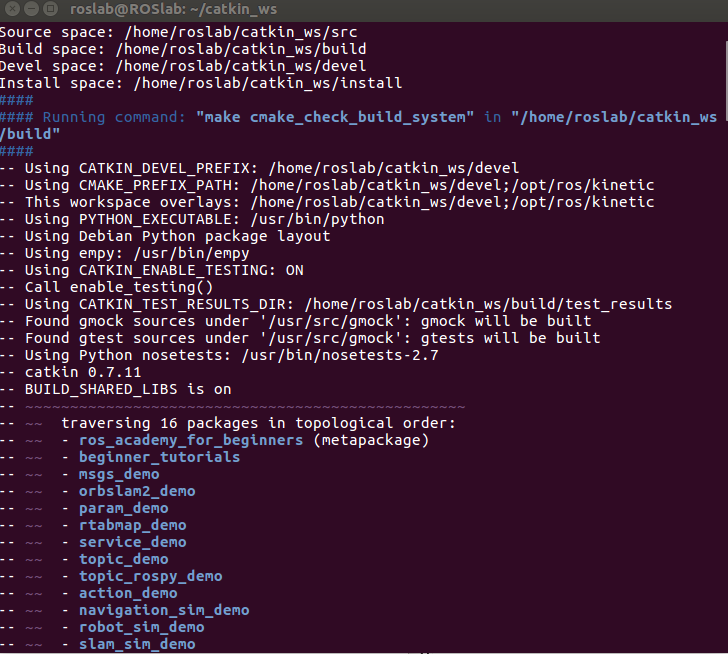 roslab@ROSlab: ~/catkin_ws
Source space: /home/roslab/catkin_ws/src
Build space: /home/roslab/catkin_ws/build
Devel space: /home/roslab/catkin_ws/devel
Install space: /home/roslab/catkin_ws/install
####
#### Running command: "make cmake_check_build_system" in "/home/roslab/catkin_ws
/build"
####
-- Using CATKIN_DEVEL_PREFIX: /home/roslab/catkin_ws/devel
-- Using CMAKE_PREFIX_PATH: /home/roslab/catkin_ws/devel;/opt/ros/kinetic
-- This workspace overlays: /home/roslab/catkin_ws/devel;/opt/ros/kinetic
-- Using PYTHON_EXECUTABLE: /usr/bin/python
-- Using Debian Python package layout
-- Using empy: /usr/bin/empy
-- Using CATKIN_ENABLE_TESTING: ON
-- Call enable_testing()
-- Using CATKIN_TEST_RESULTS_DIR: /home/roslab/catkin_ws/build/test_results
-- Found gmock sources under '/usr/src/gmock': gmock will be built
-- Found gtest sources under '/usr/src/gmock': gtests will be built
-- Using Python nosetests: /usr/bin/nosetests-2.7
-- catkin 0.7.11
-- BUILD_SHARED_LIBS is on
-- ~~~~~~~~~~~~~~~~~~~~~~~~~~~~~~~~~~~~~~~~~~~~~~~~~
-- ~~  traversing 16 packages in topological order:
-- ~~  - ros_academy_for_beginners (metapackage)
-- ~~  - beginner_tutorials
-- ~~  - msgs_demo
-- ~~  - orbslam2_demo
-- ~~  - param_demo
-- ~~  - rtabmap_demo
-- ~~  - service_demo
-- ~~  - topic_demo
-- ~~  - topic_rospy_demo
-- ~~  - action_demo
-- ~~  - navigation_sim_demo
-- ~~  - robot_sim_demo
-- ~~  - slam_sim_demo